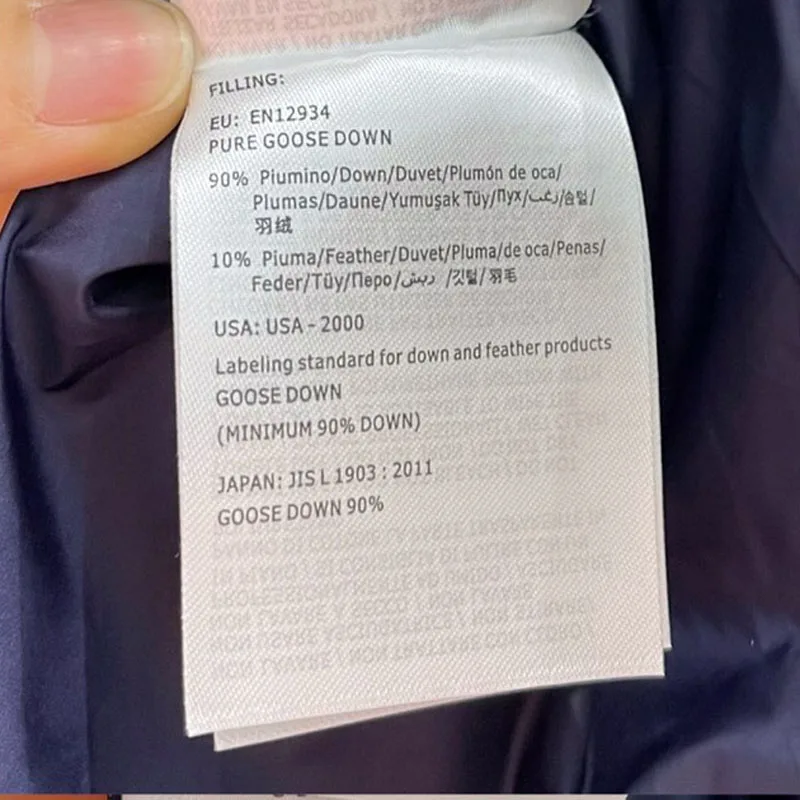 FILLING:
EU: EN12934
PURE GOOSE DOWN
90% Piumino/Down/Duvet/Plumón de oca/
Plumas/Daune/Yumuşak Tüy/Пух/زغب/솜털/
羽绒
10% Piuma/Feather/Duvet/Pluma/de oca/Penas/
Feder/Tüy/Перо/ريش /깃털/羽毛
USA: USA - 2000
Labeling standard for down and feather products
GOOSE DOWN
(MINIMUM 90% DOWN)
JAPAN: JIS L 1903 : 2011
GOOSE DOWN 90%